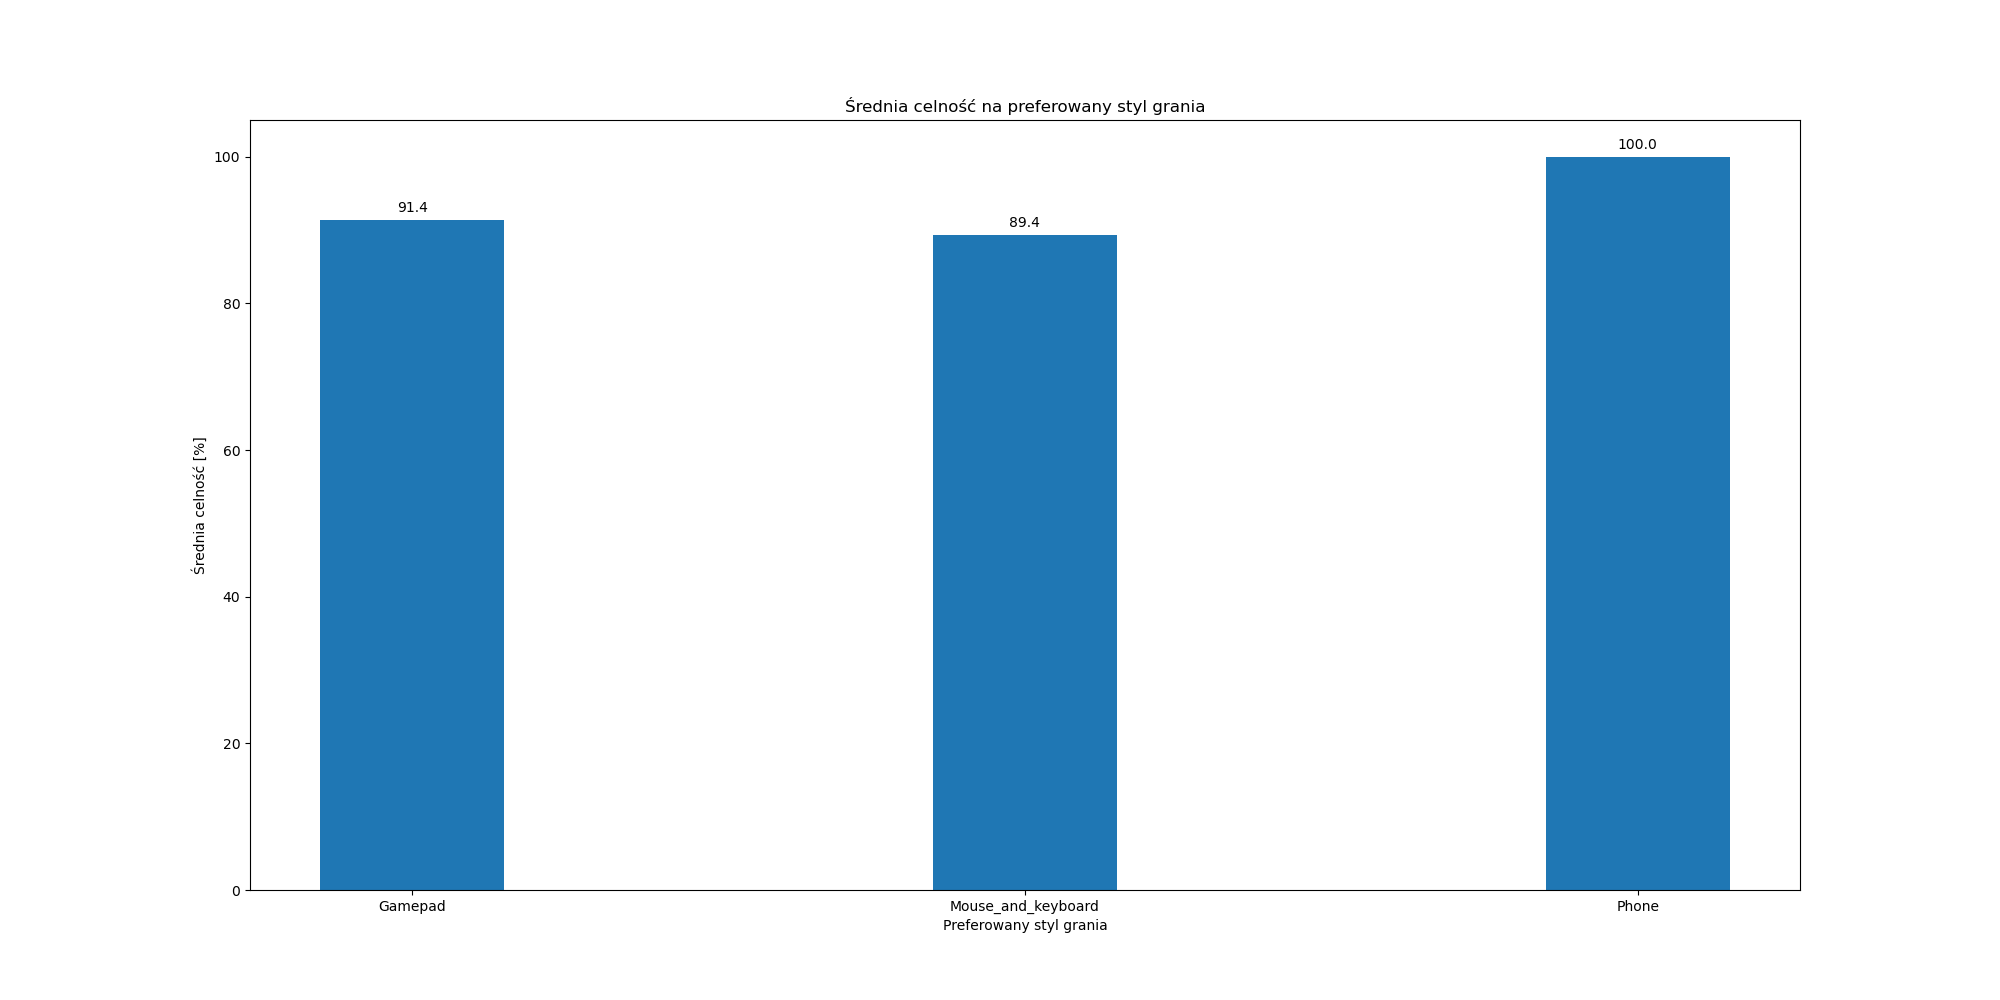 Średnia celność na preferowany styl grania
100
80
60
40
20
0
Średnia celność [%]
91.4
89.4
100.0
Gamepad
Mouse_and_keyboard
Phone
Preferowany styl grania